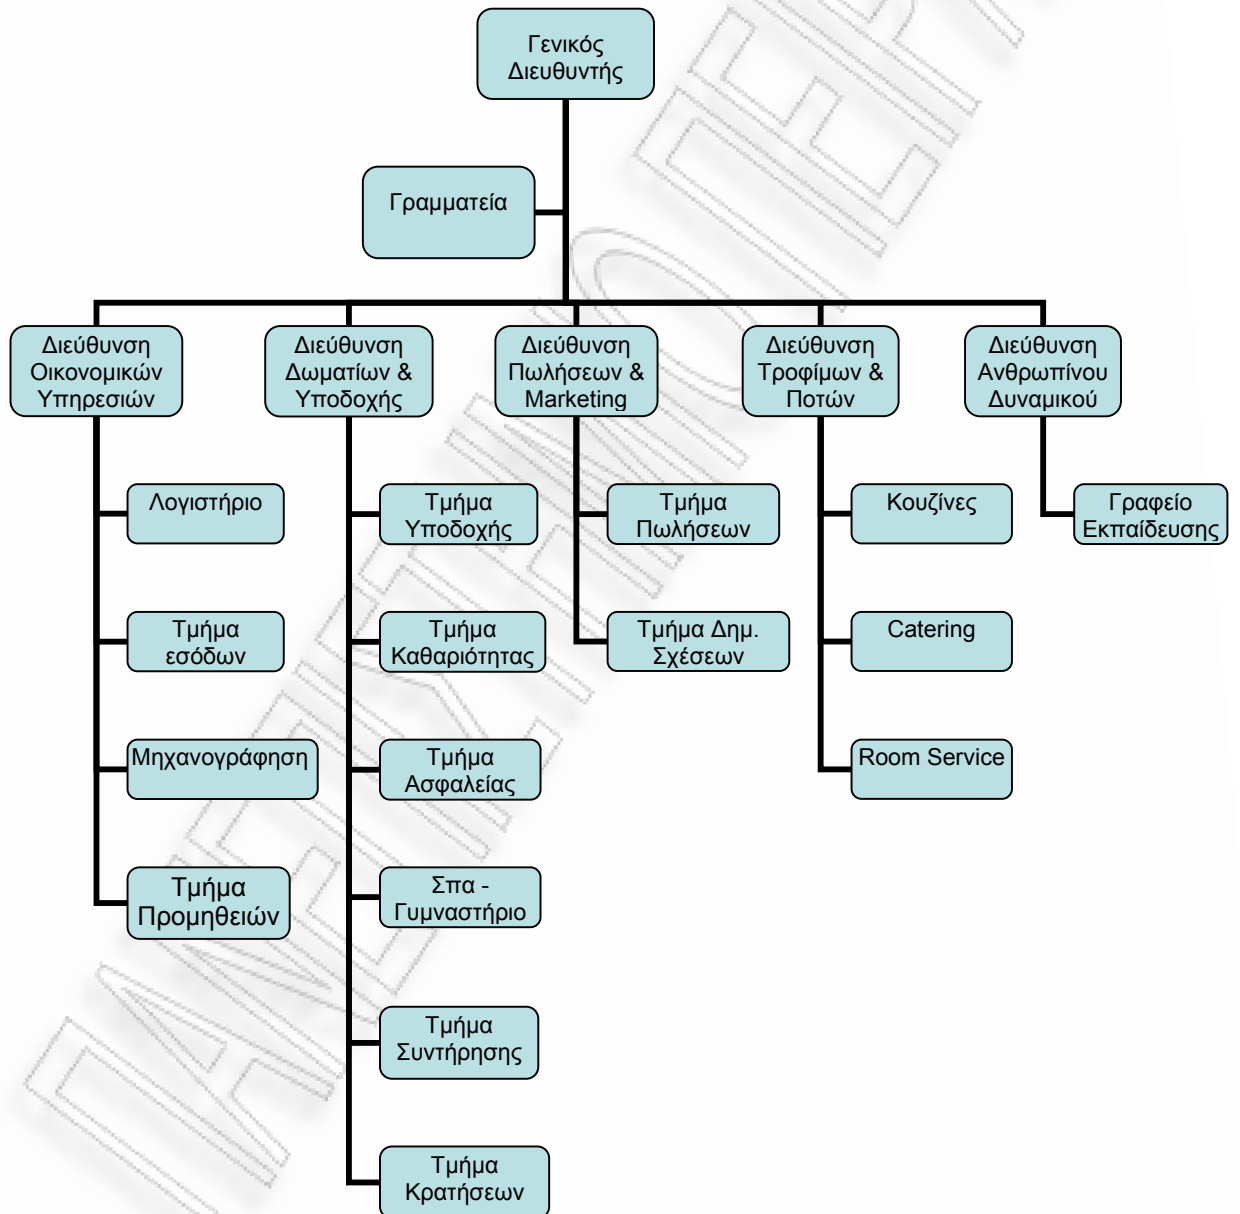 Γενικός
Διευθυντής
Γραμματεία
Διεύθυνση
Οικονομικών
Υπηρεσιών
Διεύθυνση
Δωματίων &
Υποδοχής
Διεύθυνση
Πωλήσεων &
Marketing
Διεύθυνση
Τροφίμων &
Ποτών
Διεύθυνση
Ανθρωπίνου
Δυναμικού
Λογιστήριο
Τμήμα
εσόδων
Μηχανογράφηση
Τμήμα
Προμηθειών
Τμήμα
Υποδοχής
Τμήμα
Καθαριότητας
Τμήμα
Ασφαλείας
Σπα -
Γυμναστήριο
Τμήμα
Συντήρησης
Τμήμα
Κρατήσεων
Τμήμα
Πωλήσεων
Τμήμα Δημ.
Σχέσεων
Κουζίνες
Catering
Room Service
Γραφείο
Εκπαίδευσης